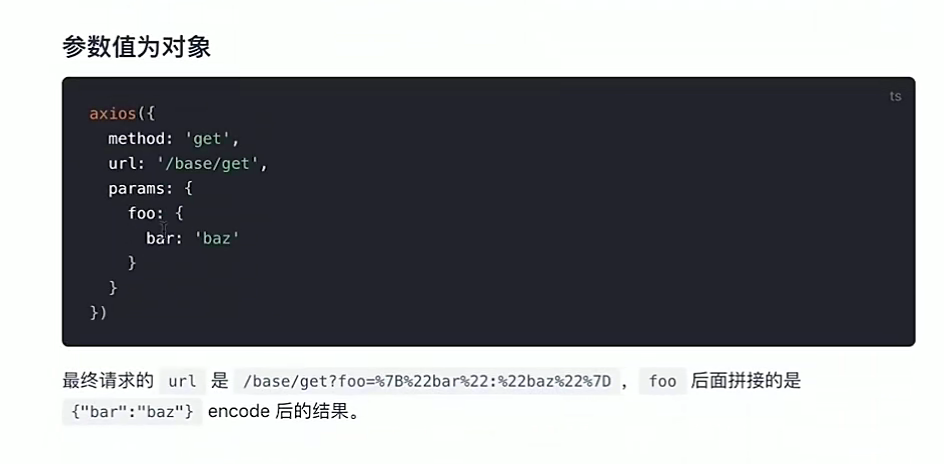 参数值为对象
ts
axios({
  method: 'get',
  url: '/base/get',
  params: {
    foo: {
      bar: 'baz'
    }
  }
})
最终请求的 url 是 /base/get?foo=%7B%22bar%22:%22baz%22%7D ， foo 后面拼接的是
{"bar":"baz"} encode 后的结果。